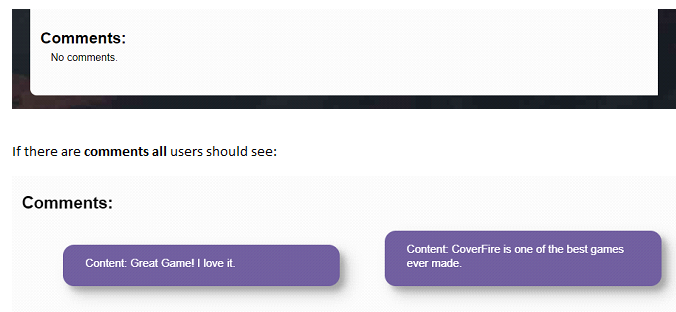 Comments:
No comments.
If there are comments all users should see:
Comments:
Content: Great Game! I love it.
Content: CoverFire is one of the best games
ever made.